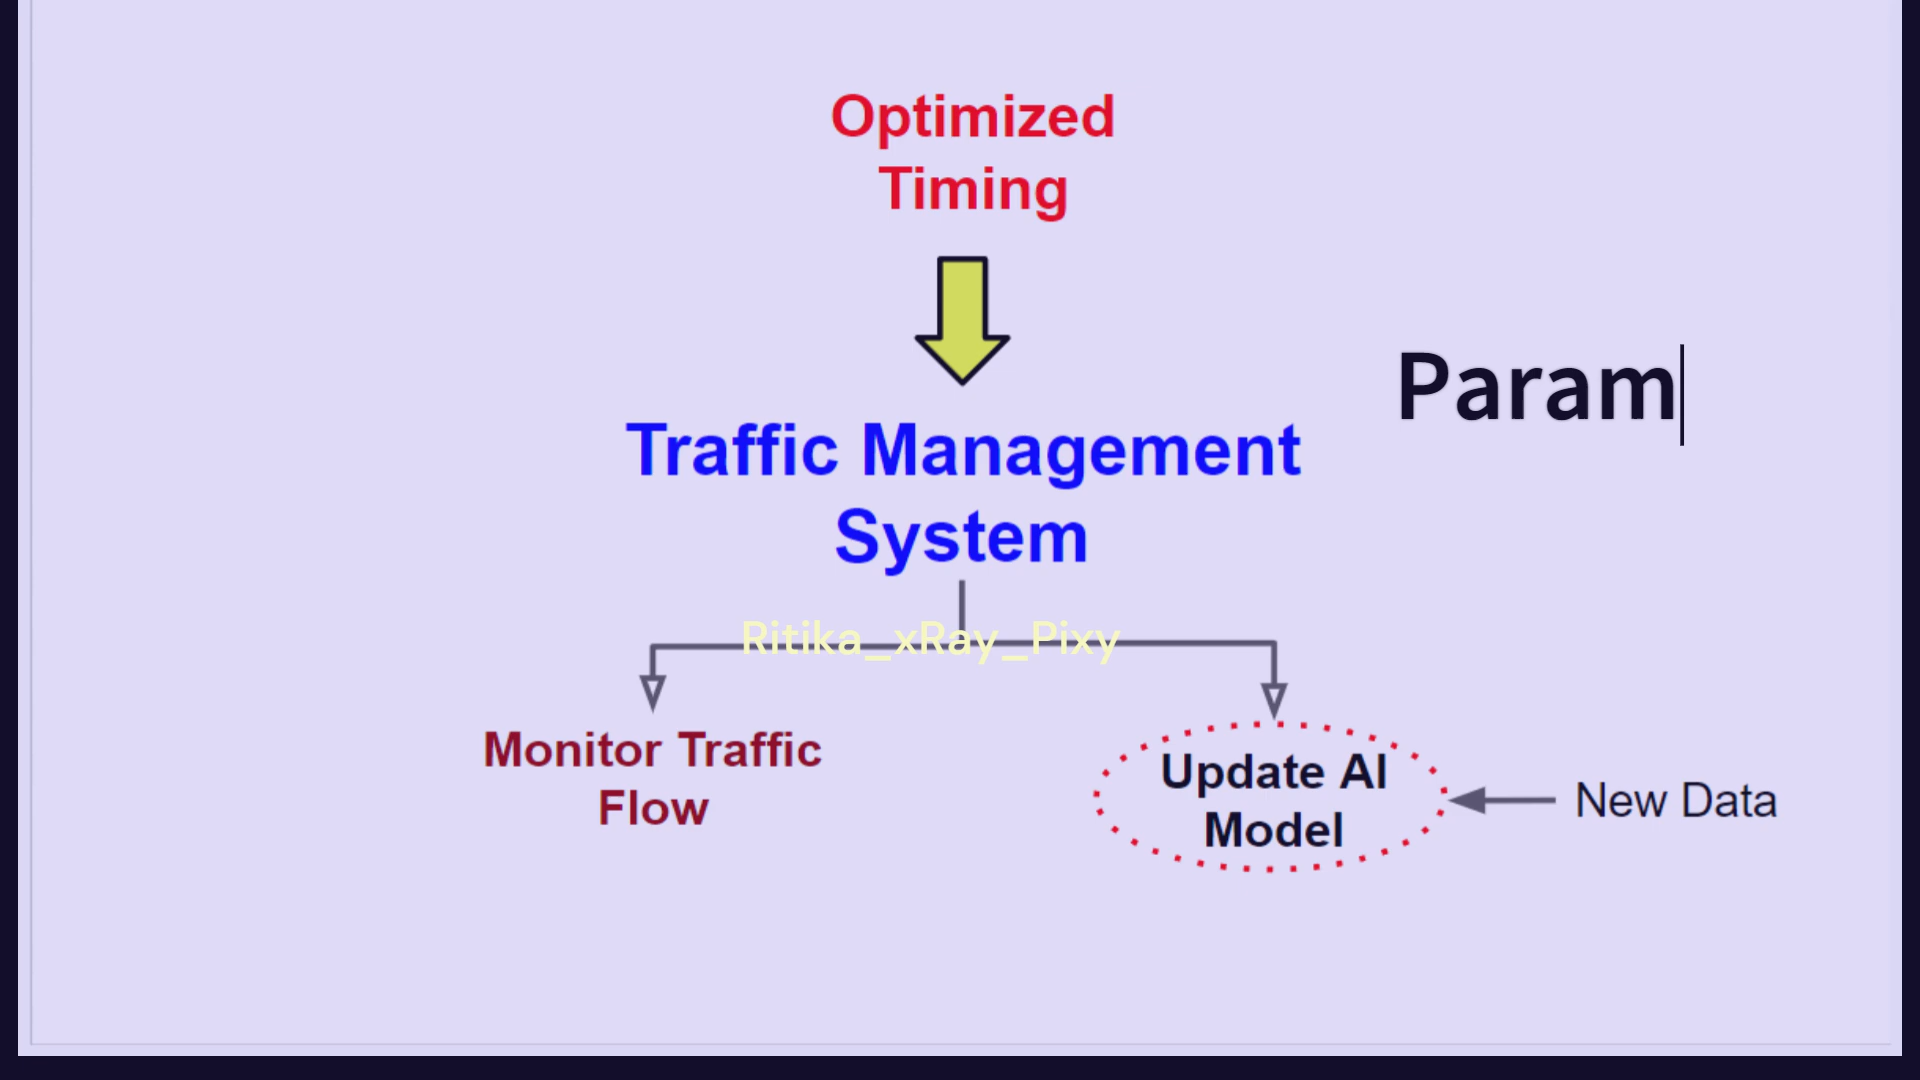 Optimized
Timing
Param
Traffic Management
System
Ritika_xRay_Pixy
Monitor Traffic
Flow
Update AI
Model
New Data